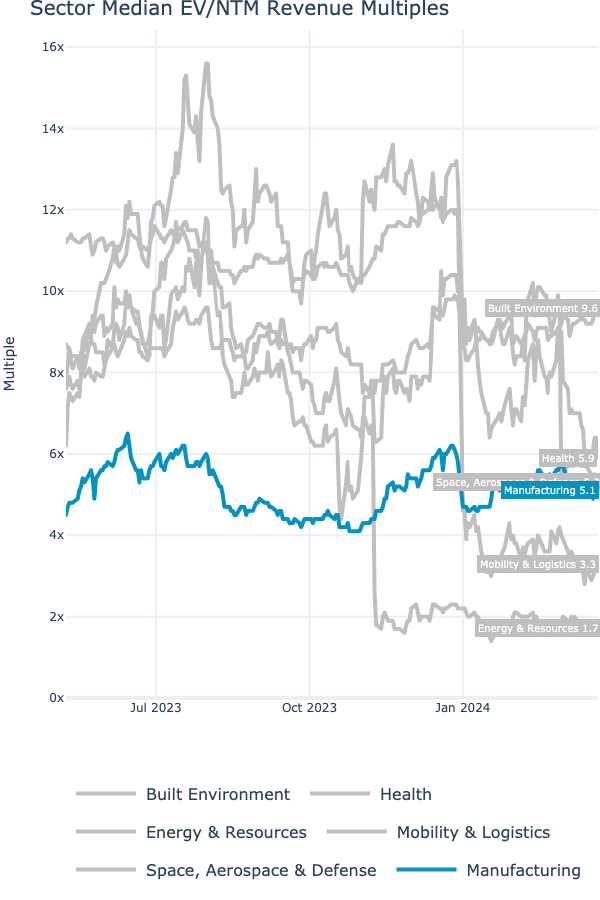 Sector Median EV/NTM Revenue Multiples
16x
14x
12x
10x
8x
6x
4x
2x
0x
Multiple
Jul 2023
Oct 2023
Jan 2024
Built Environment 9.6
Health 5.9
Space, Aerosp
Manufacturing 5.1
Mobility & Logistics 3.3
Energy & Resources 1.7
Built Environment
Health
Energy & Resources
Mobility & Logistics
Space, Aerospace & Defense
Manufacturing